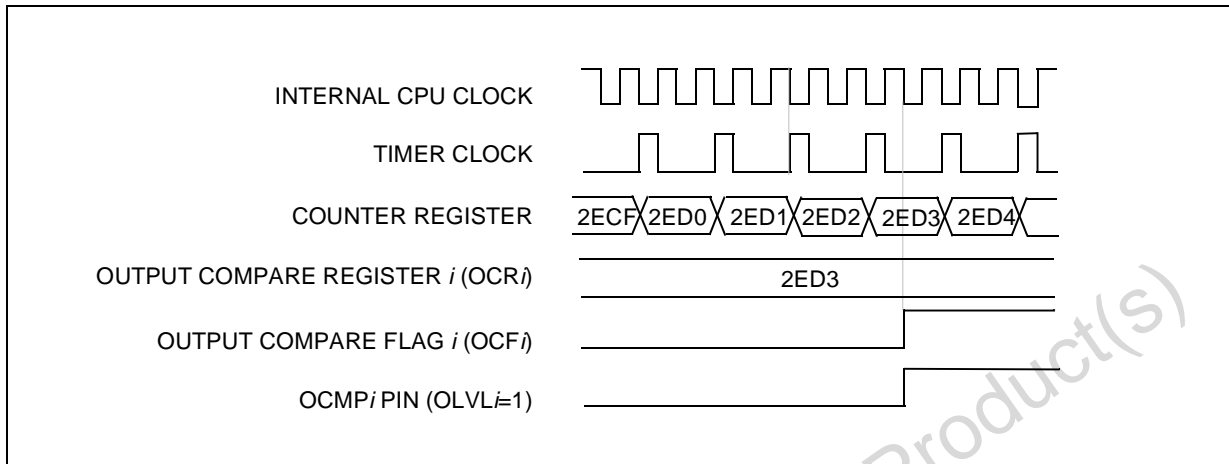 INTERNAL CPU CLOCK
TIMER CLOCK
COUNTER REGISTER 2ECF 2ED0 2ED1 2ED2 2ED3 2ED4
OUTPUT COMPARE REGISTER i (OCRi) 2ED3
OUTPUT COMPARE FLAG i (OCFi)
OCMPi PIN (OLVLi=1)
Product(s)